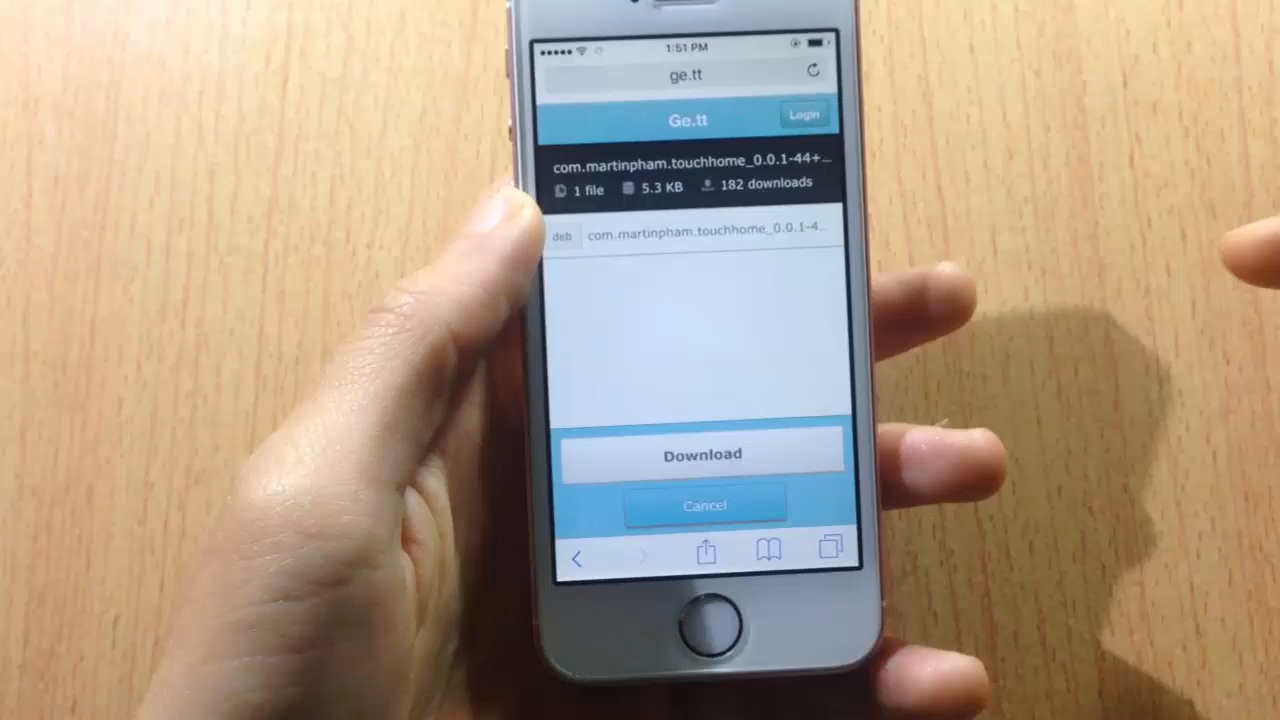 1:51 PM
ge.tt
Ge.tt
Login
com.martinpham.touchhome_0.0.1-44+...
1 file 5.3 KB 182 downloads
deb com.martinpham.touchhome_0.0.1-4...
Download
Cancel